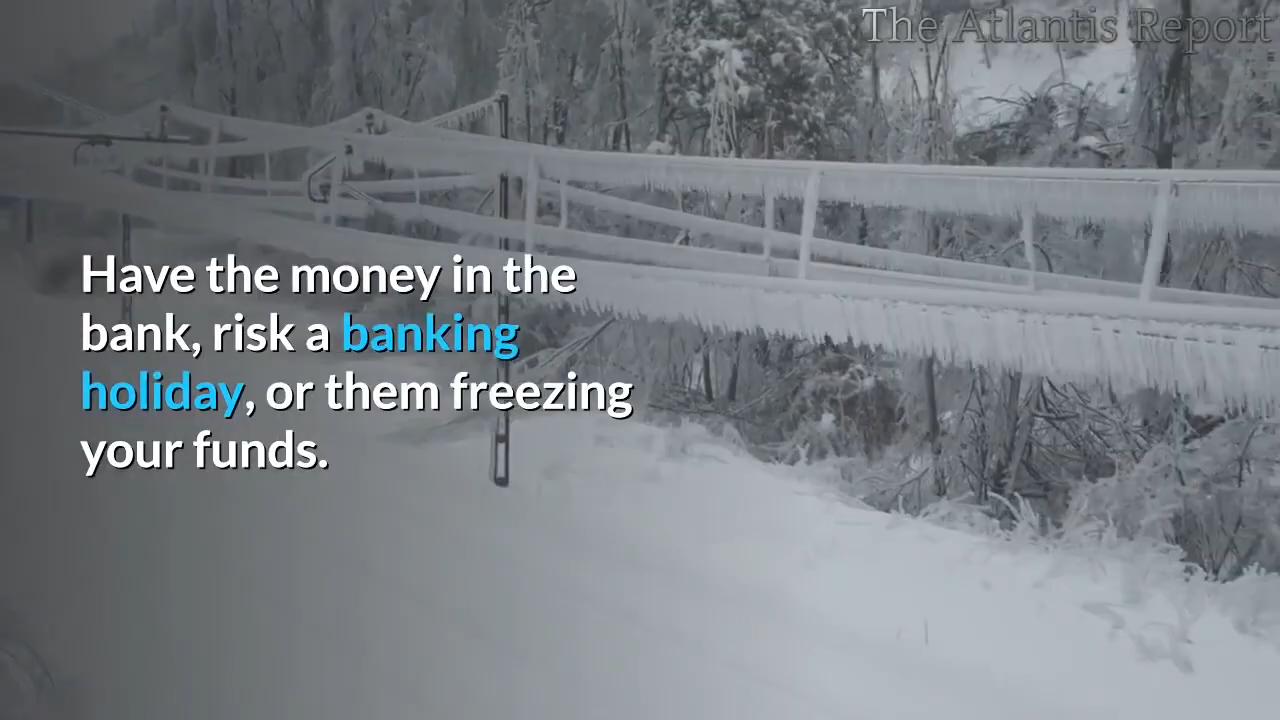 The Atlantis Report
Have the money in the
bank, risk a banking
holiday, or them freezing
your funds.